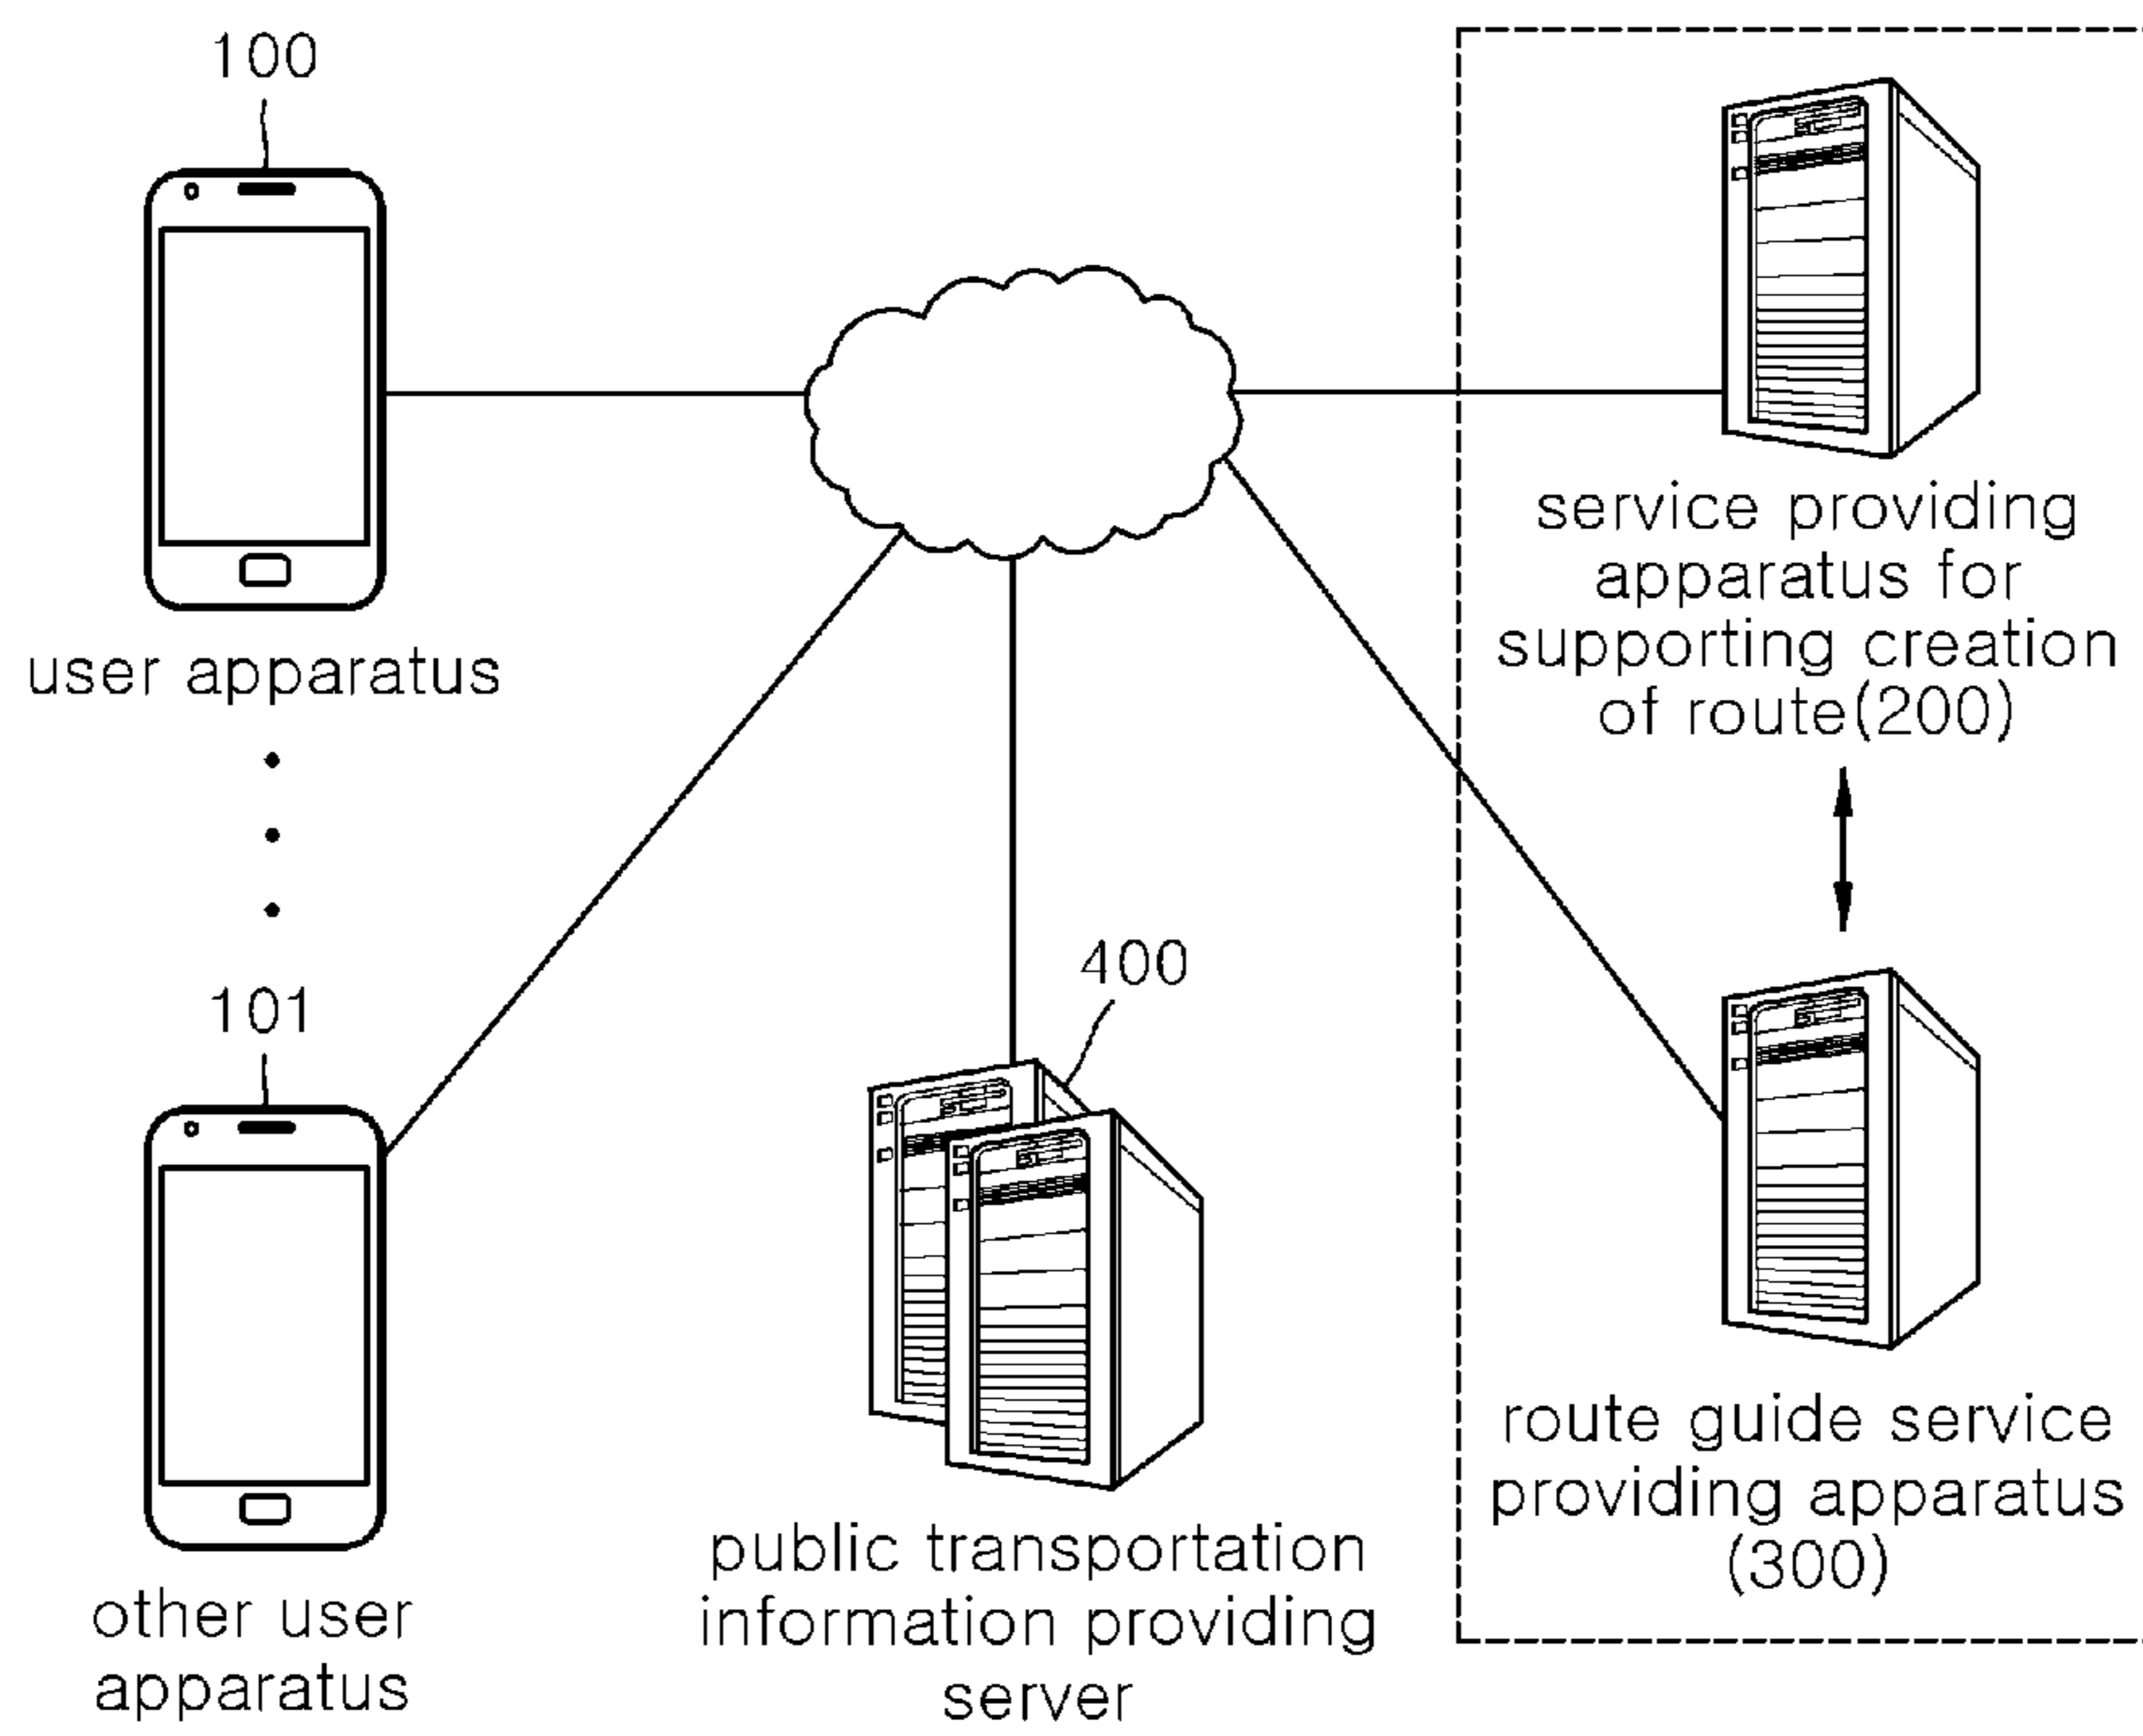 100
user apparatus
101
other user
apparatus
400
public transportation
information providing
server
service providing
apparatus for
supporting creation
of route(200)
route guide service
providing apparatus
(300)